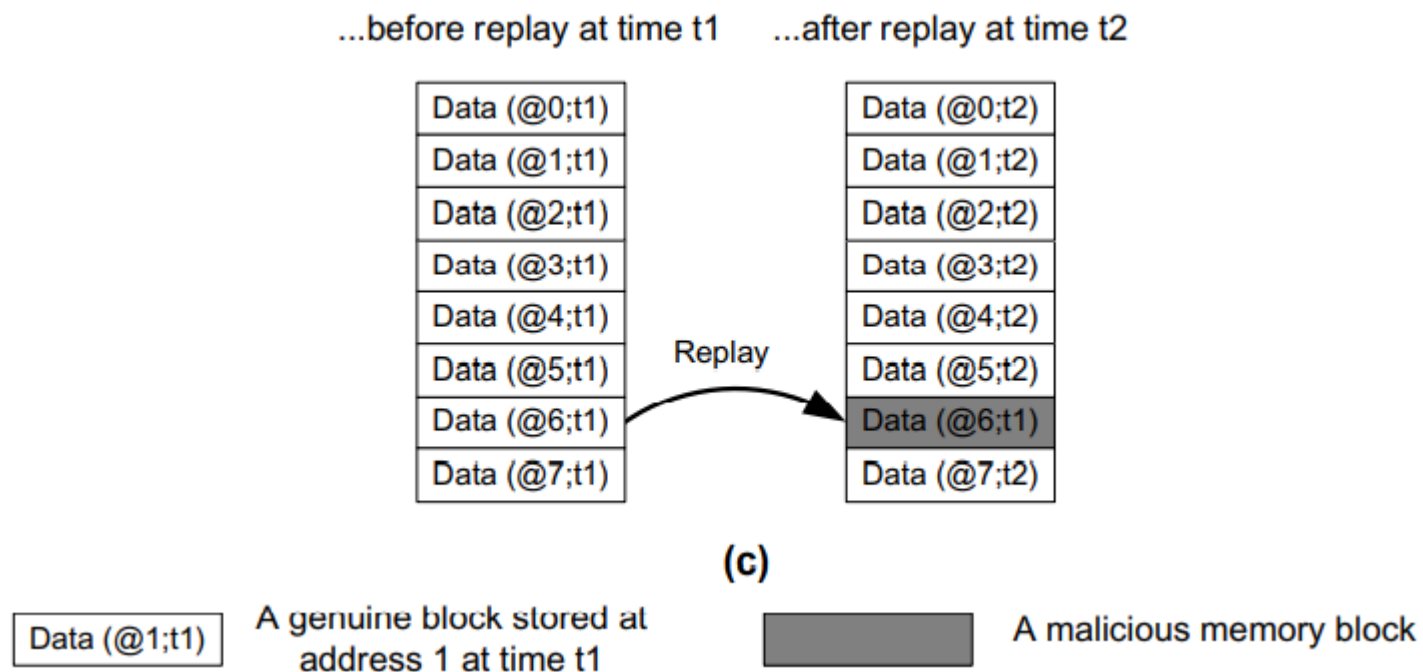 ...before replay at time t1
...after replay at time t2
Data (@0;t1)
Data (@1;t1)
Data (@2;t1)
Data (@3;t1)
Data (@4;t1)
Data (@5;t1)
Data (@6;t1)
Data (@7;t1)
Replay
Data (@0;t2)
Data (@1;t2)
Data (@2;t2)
Data (@3;t2)
Data (@4;t2)
Data (@5;t2)
Data (@6;t1)
Data (@7;t2)
(c)
Data (@1;t1)
A genuine block stored at
address 1 at time t1
A malicious memory block